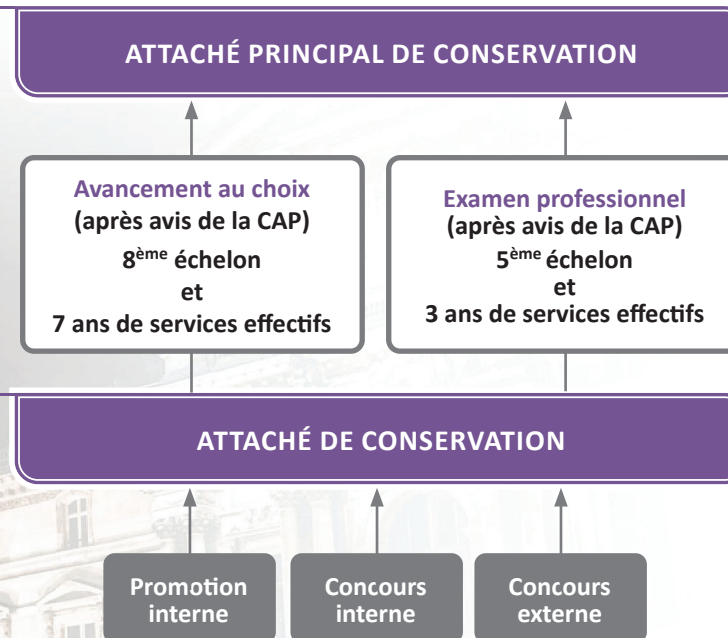 ATTACHÉ PRINCIPAL DE CONSERVATION
Avancement au choix
(après avis de la CAP)
8ème échelon
et
7 ans de services effectifs
Examen professionnel
(après avis de la CAP)
5ème échelon
et
3 ans de services effectifs
ATTACHÉ DE CONSERVATION
Promotion
interne
Concours
interne
Concours
externe